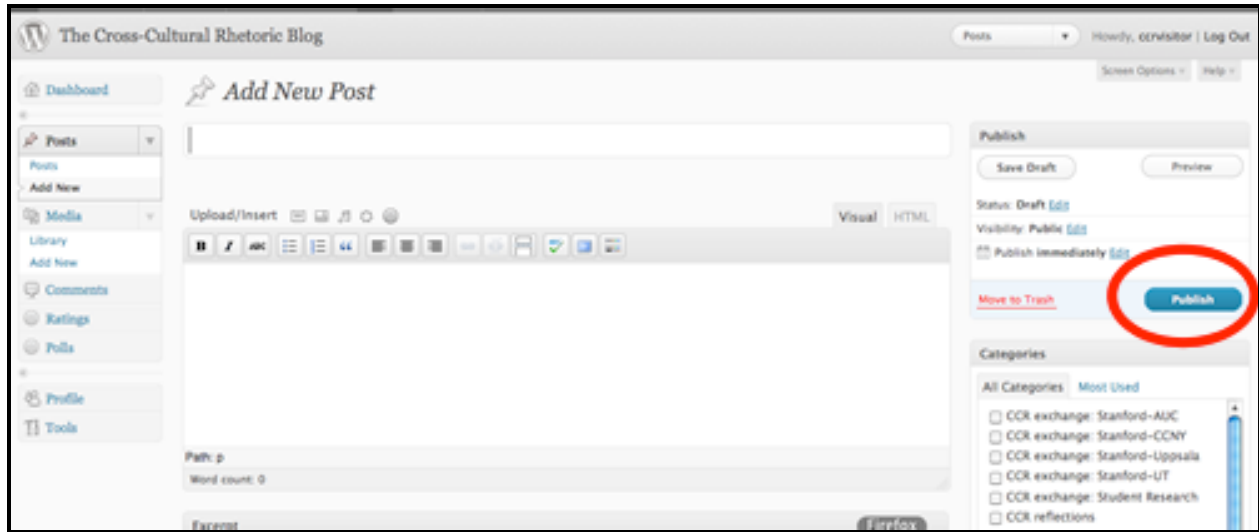 The Cross-Cultural Rhetoric Blog
Posts
Howdy, ccrvisitor | Log Out
Screen Options
Help
Dashboard
Add New Post
Posts
Posts
Add New
Media
Library
Add New
Comments
Ratings
Polls
Profile
Tools
Upload/Insert
Visual
HTML
B I ABC
Path: p
Word count: 0
Excerpt
Firefox
Publish
Save Draft
Preview
Status: Draft Edit
Visibility: Public Edit
Publish immediately Edit
Move to Trash
Publish
Categories
All Categories
Most Used
CCR exchange: Stanford-AUC
CCR exchange: Stanford-CCNY
CCR exchange: Stanford-Uppsala
CCR exchange: Stanford-UT
CCR exchange: Student Research
CCR reflections